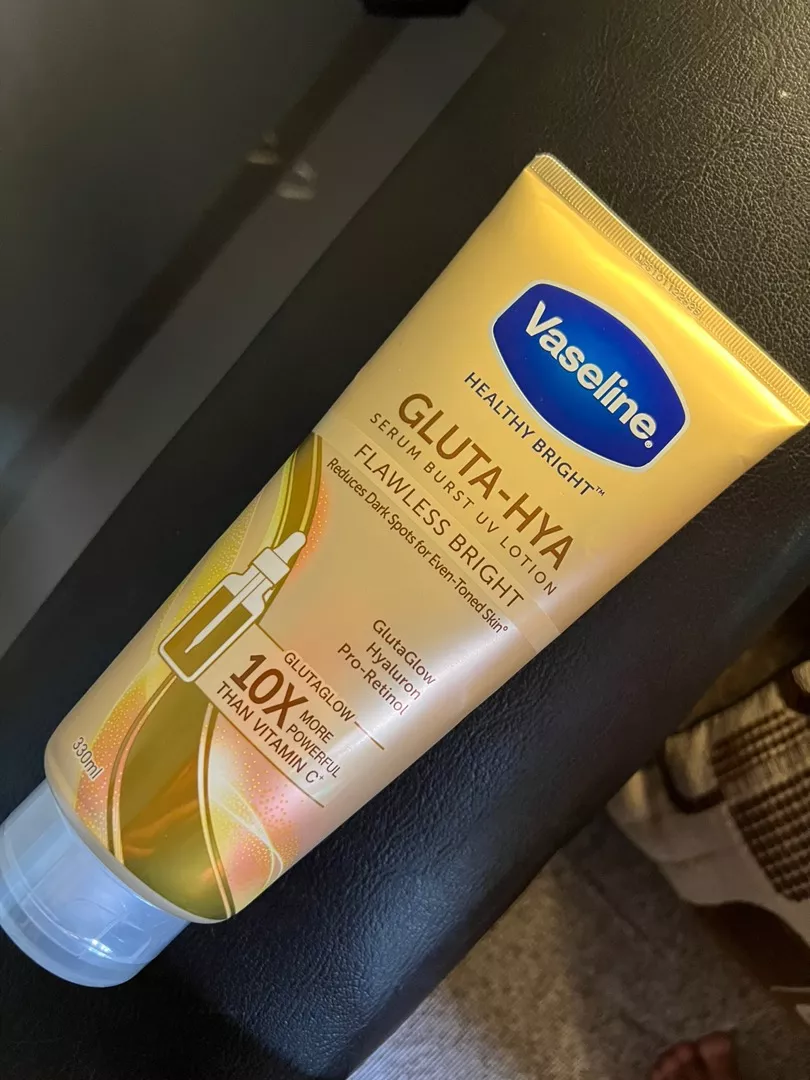 Vaseline®
HEALTHY BRIGHT™
GLUTA-HYA
SERUM BURST UV LOTION
FLAWLESS BRIGHT
Reduces Dark Spots for Even-Toned Skin°
GlutaGlow
Hyaluron
Pro-Retinol
GLUTAGLOW
10X MORE
POWERFUL
THAN VITAMIN C⁺
330ml